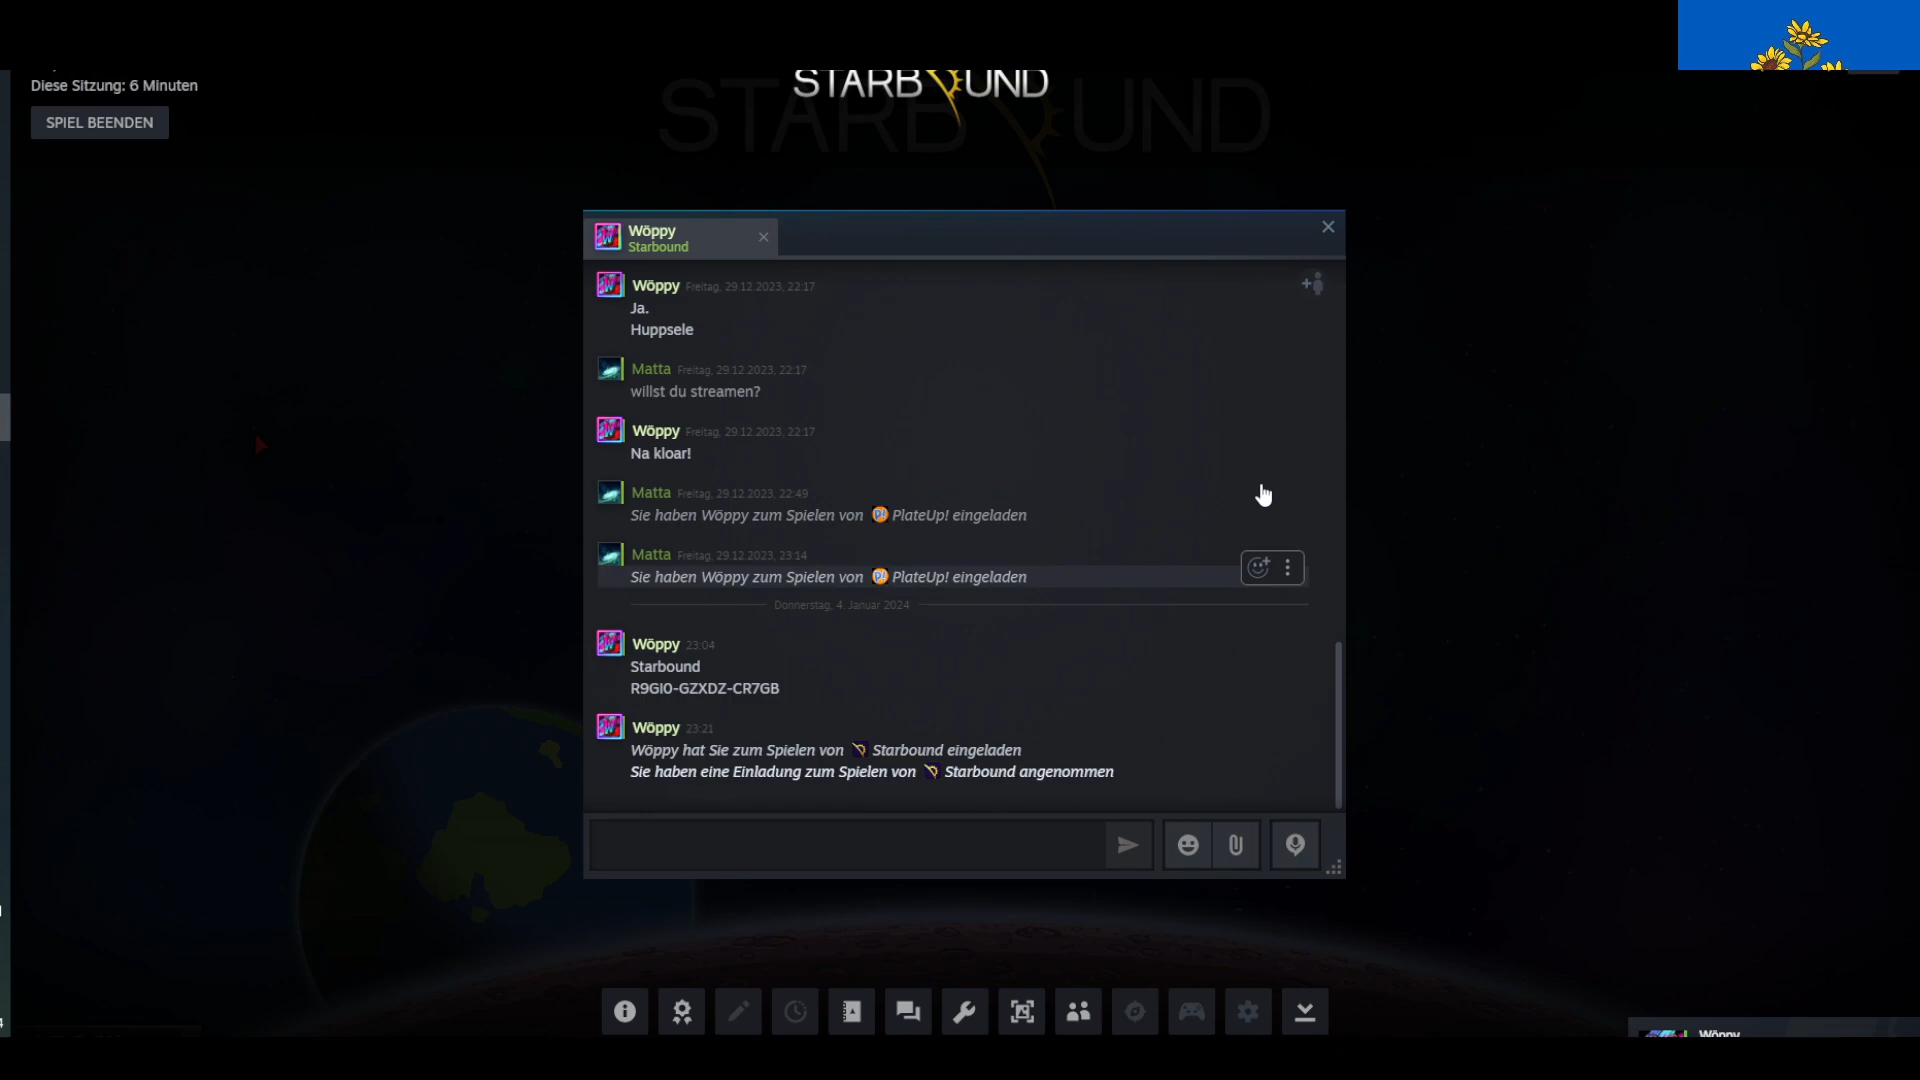 Diese Sitzung: 6 Minuten
SPIEL BEENDEN
STARBOUND
STARBOUND
Wöppy
Starbound
Wöppy Freitag, 29.12.2023, 22:17
Ja.
Huppsele
Matta Freitag, 29.12.2023, 22:17
willst du streamen?
Wöppy Freitag, 29.12.2023, 22:17
Na kloar!
Matta Freitag, 29.12.2023, 22:49
Sie haben Wöppy zum Spielen von PlateUp! eingeladen
Matta Freitag, 29.12.2023, 23:14
Sie haben Wöppy zum Spielen von PlateUp! eingeladen
Donnerstag, 4. Januar 2024
Wöppy 23:04
Starbound
R9GI0-GZXDZ-CR7GB
Wöppy 23:21
Wöppy hat Sie zum Spielen von Starbound eingeladen
Sie haben eine Einladung zum Spielen von Starbound angenommen
Wöppy